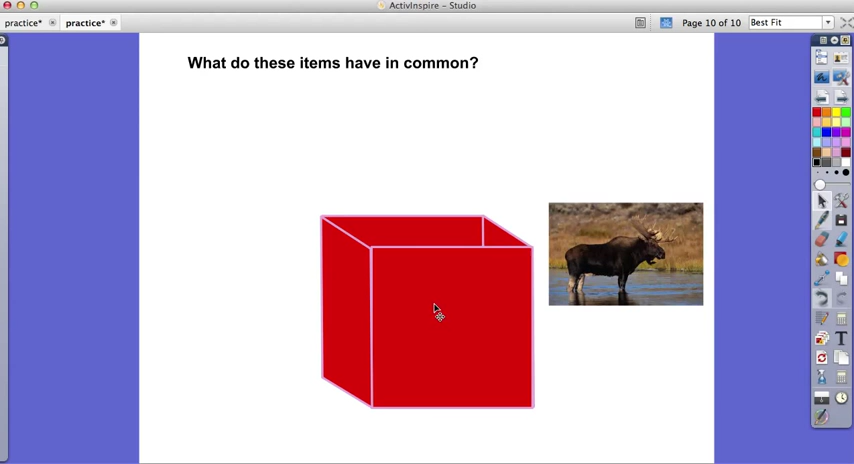 ActivInspire – Studio
practice*
practice*
Page 10 of 10
Best Fit
What do these items have in common?